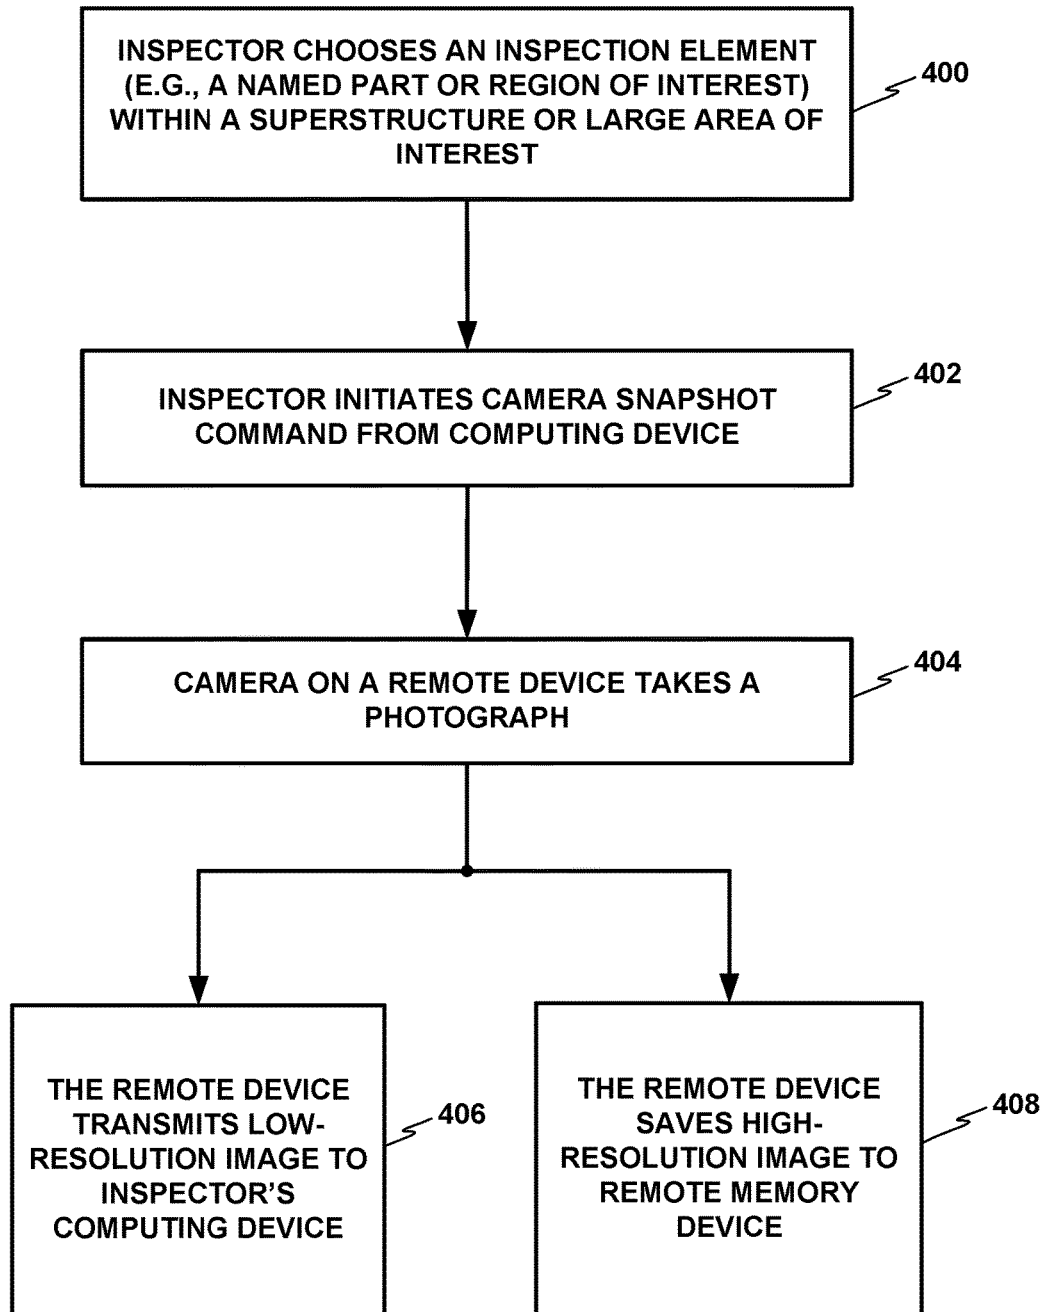 INSPECTOR CHOOSES AN INSPECTION ELEMENT
(E.G., A NAMED PART OR REGION OF INTEREST)
WITHIN A SUPERSTRUCTURE OR LARGE AREA OF
INTEREST
400
INSPECTOR INITIATES CAMERA SNAPSHOT
COMMAND FROM COMPUTING DEVICE
402
CAMERA ON A REMOTE DEVICE TAKES A
PHOTOGRAPH
404
THE REMOTE DEVICE
TRANSMITS LOW-
RESOLUTION IMAGE TO
INSPECTOR'S
COMPUTING DEVICE
406
THE REMOTE DEVICE
SAVES HIGH-
RESOLUTION IMAGE TO
REMOTE MEMORY
DEVICE
408